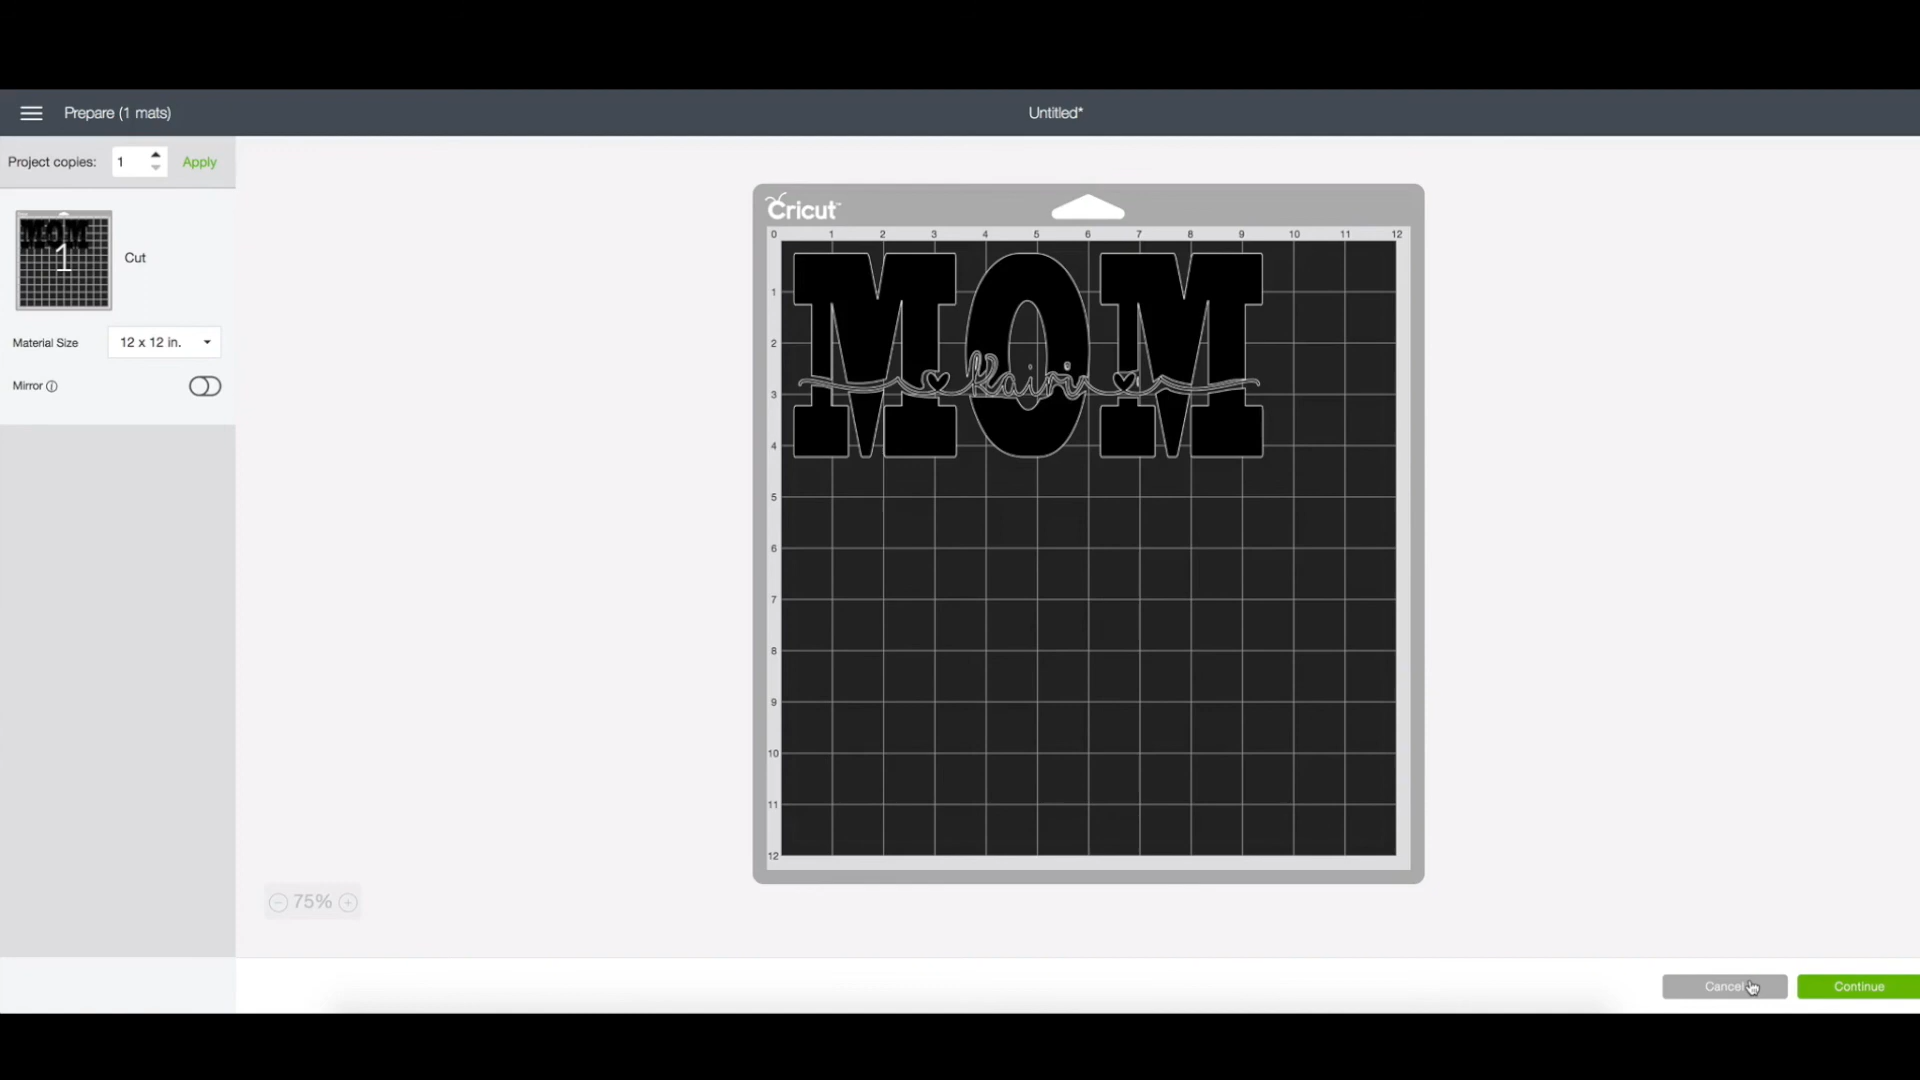 Prepare (1 mats)
Untitled*
Project copies: 1 Apply
MOM
1
Cut
Material Size 12 x 12 in.
Mirror
Cricut
0 1 2 3 4 5 6 7 8 9 10 11 12
MOM
1
2
3
4
5
6
7
8
9
10
11
12
75%
Cancel
Continue